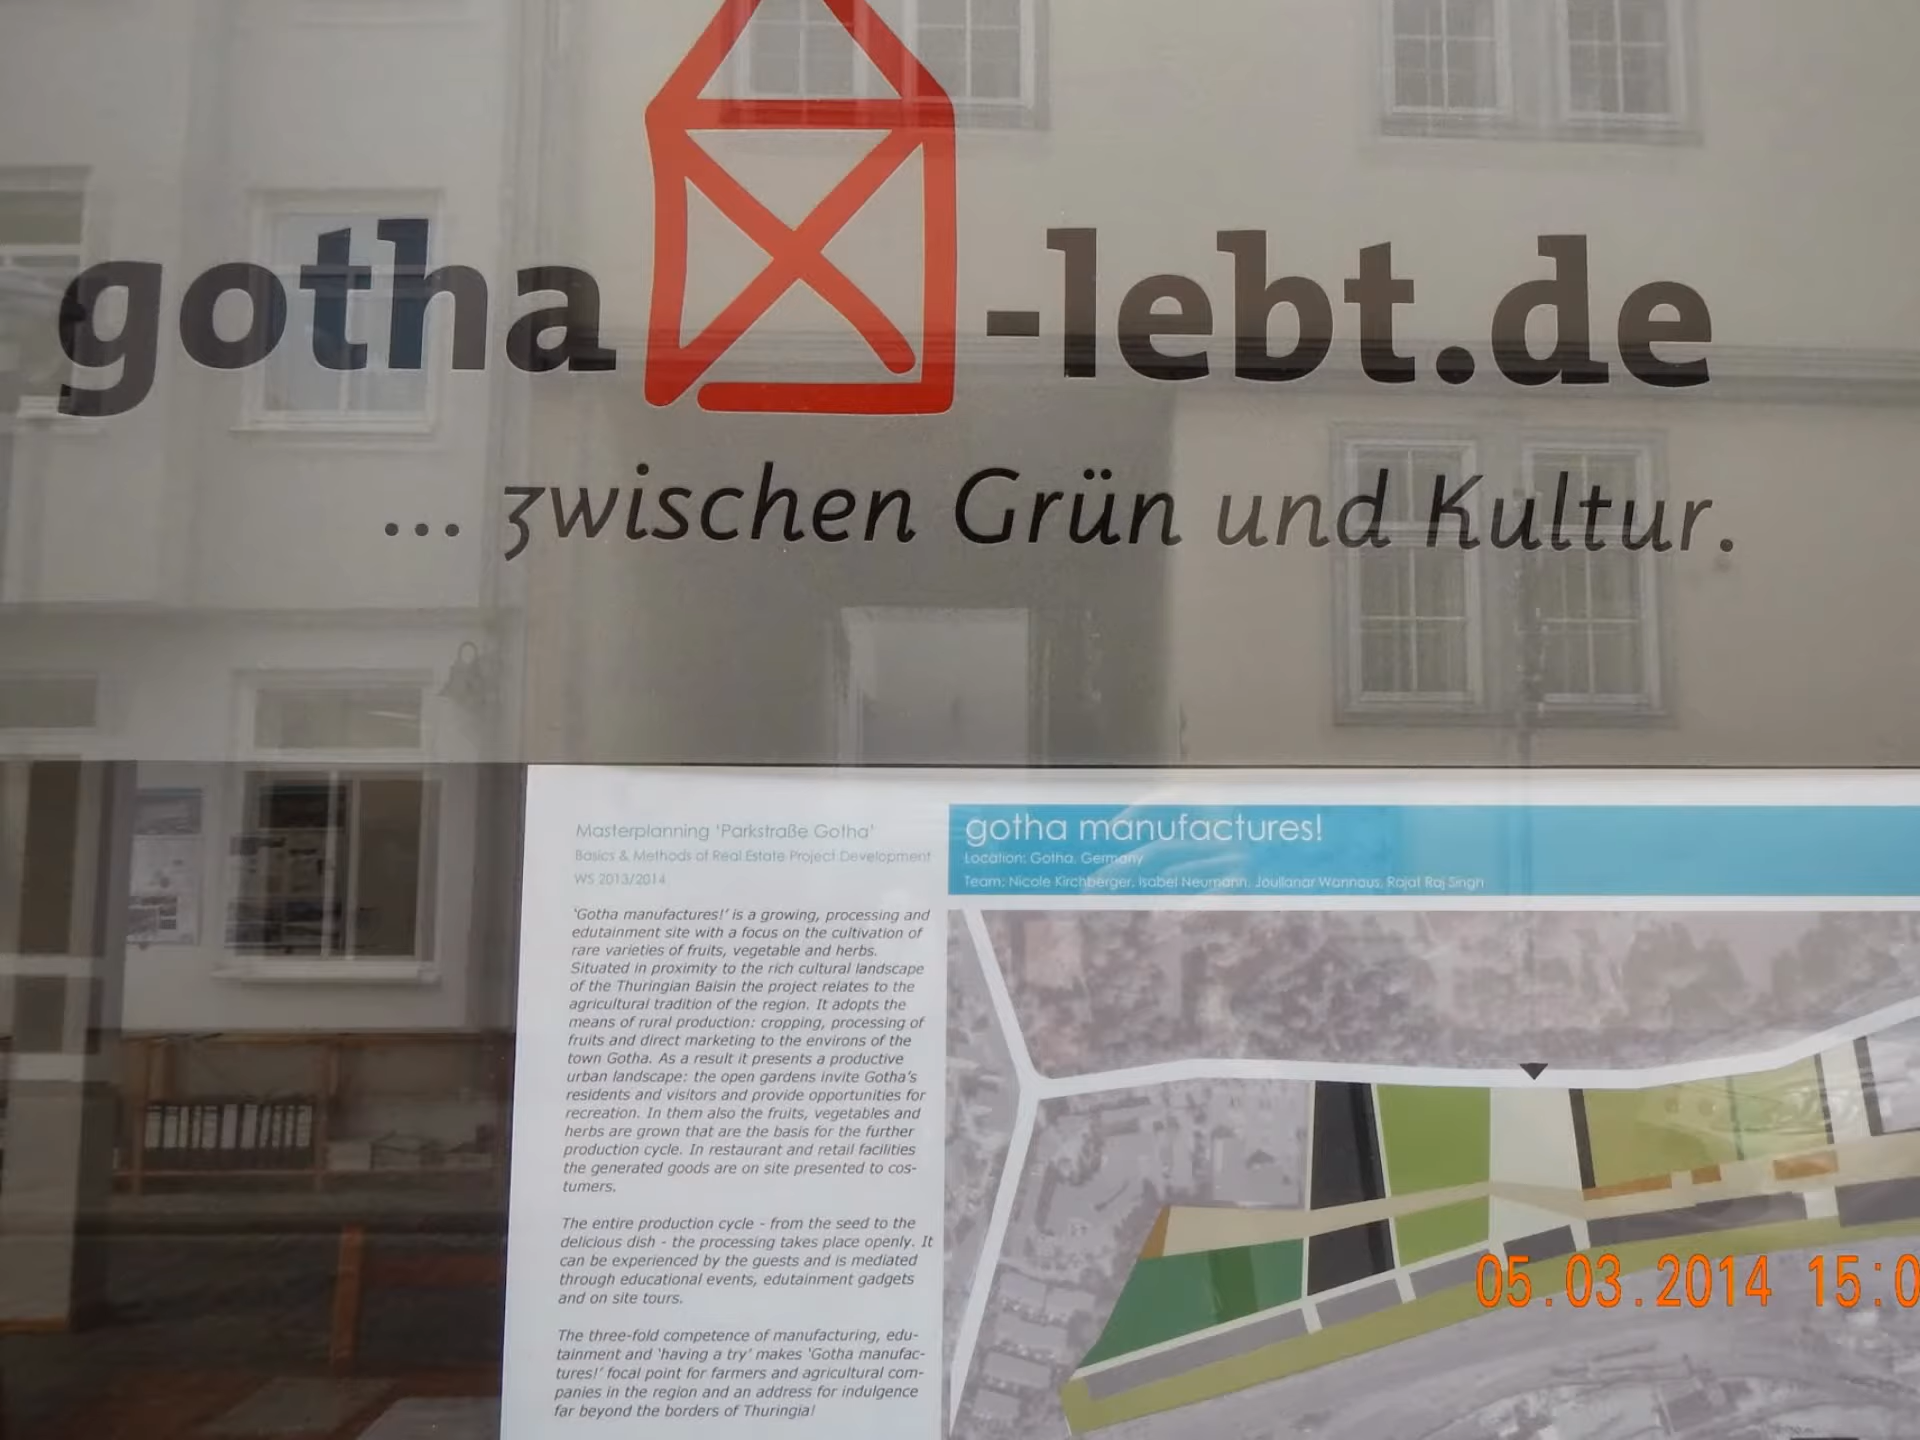 gotha -lebt.de
... zwischen Grün und Kultur.
Masterplanning ‘Parkstraße Gotha’
Basics & Methods of Real Estate Project Development
WS 2013/2014
‘Gotha manufactures!’ is a growing, processing and
edutainment site with a focus on the cultivation of
rare varieties of fruits, vegetable and herbs.
Situated in proximity to the rich cultural landscape
of the Thuringian Baisin the project relates to the
agricultural tradition of the region. It adopts the
means of rural production: cropping, processing of
fruits and direct marketing to the environs of the
town Gotha. As a result it presents a productive
urban landscape: the open gardens invite Gotha’s
residents and visitors and provide opportunities for
recreation. In them also the fruits, vegetables and
herbs are grown that are the basis for the further
production cycle. In restaurant and retail facilities
the generated goods are on site presented to cos-
tumers.
The entire production cycle - from the seed to the
delicious dish - the processing takes place openly. It
can be experienced by the guests and is mediated
through educational events, edutainment gadgets
and on site tours.
The three-fold competence of manufacturing, edu-
tainment and ‘having a try’ makes ‘Gotha manufac-
tures!’ focal point for farmers and agricultural com-
panies in the region and an address for indulgence
far beyond the borders of Thuringia!
gotha manufactures!
Location: Gotha, Germany
Team: Nicole Kirchberger, Isabel Neumann, Joullanar Wannous, Rajat Raj Singh
05.03.2014 15:0